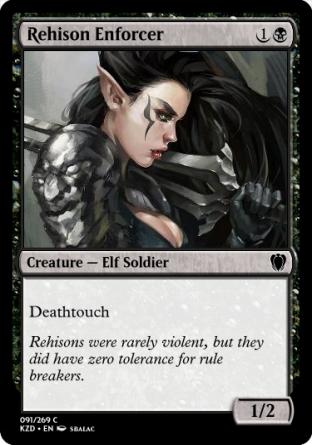 Rehison Enforcer 1
Creature — Elf Soldier
Deathtouch
Rehisons were rarely violent, but they
did have zero tolerance for rule
breakers.
091/269 C
KZD • EN SBALAC
1/2